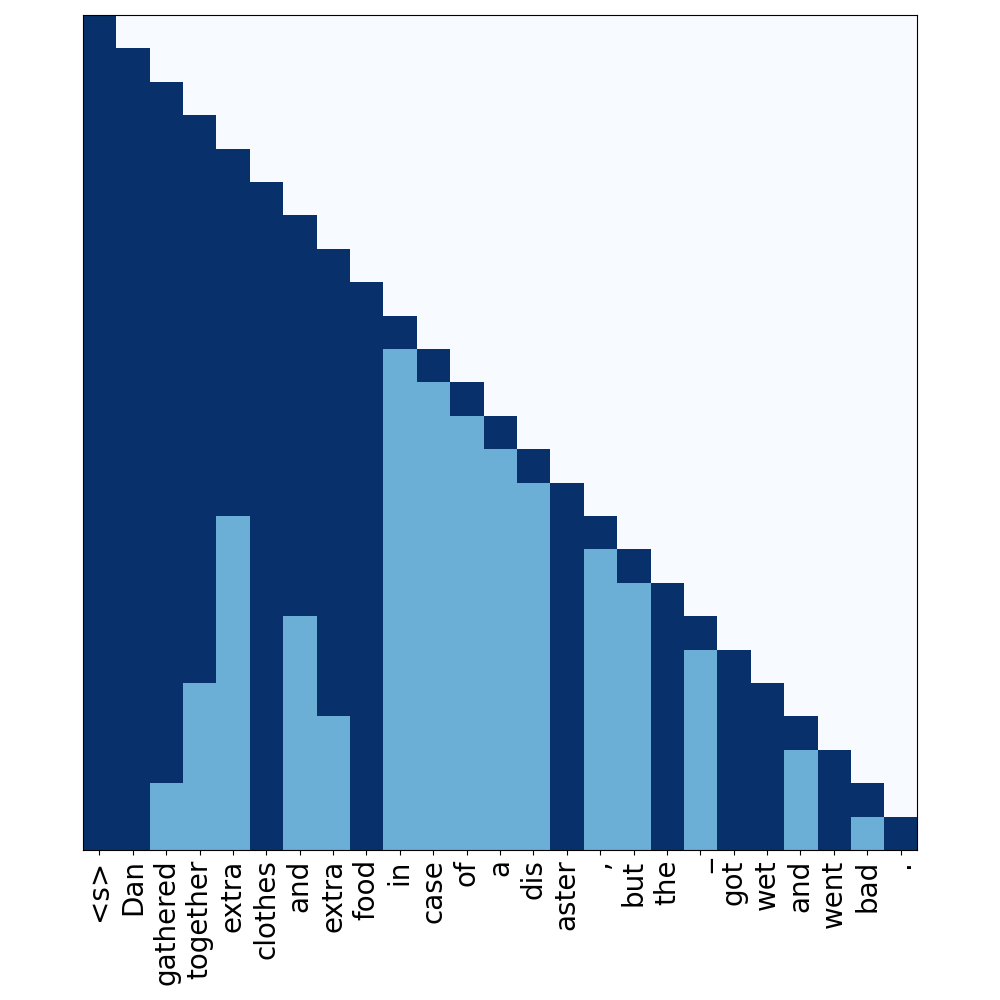 <s> Dan gathered together extra clothes and extra food in case of a dis aster , but the _ got wet and went bad .